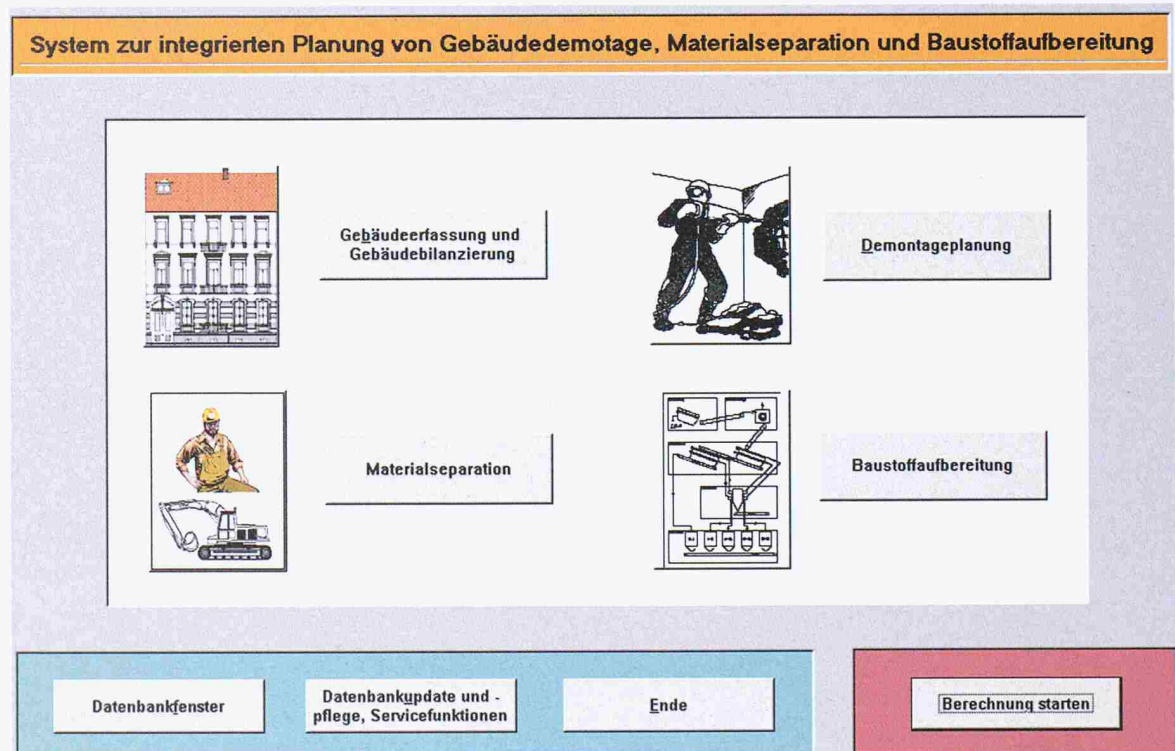 System zur integrierten Planung von Gebäudedemotage, Materialseparation und Baustoffaufbereitung
Gebäudeerfassung und
Gebäudebilanzierung
Demontageplanung
Materialseparation
Baustoffaufbereitung
Datenbankfenster
Datenbankupdate und -
pflege, Servicefunktionen
Ende
Berechnung starten